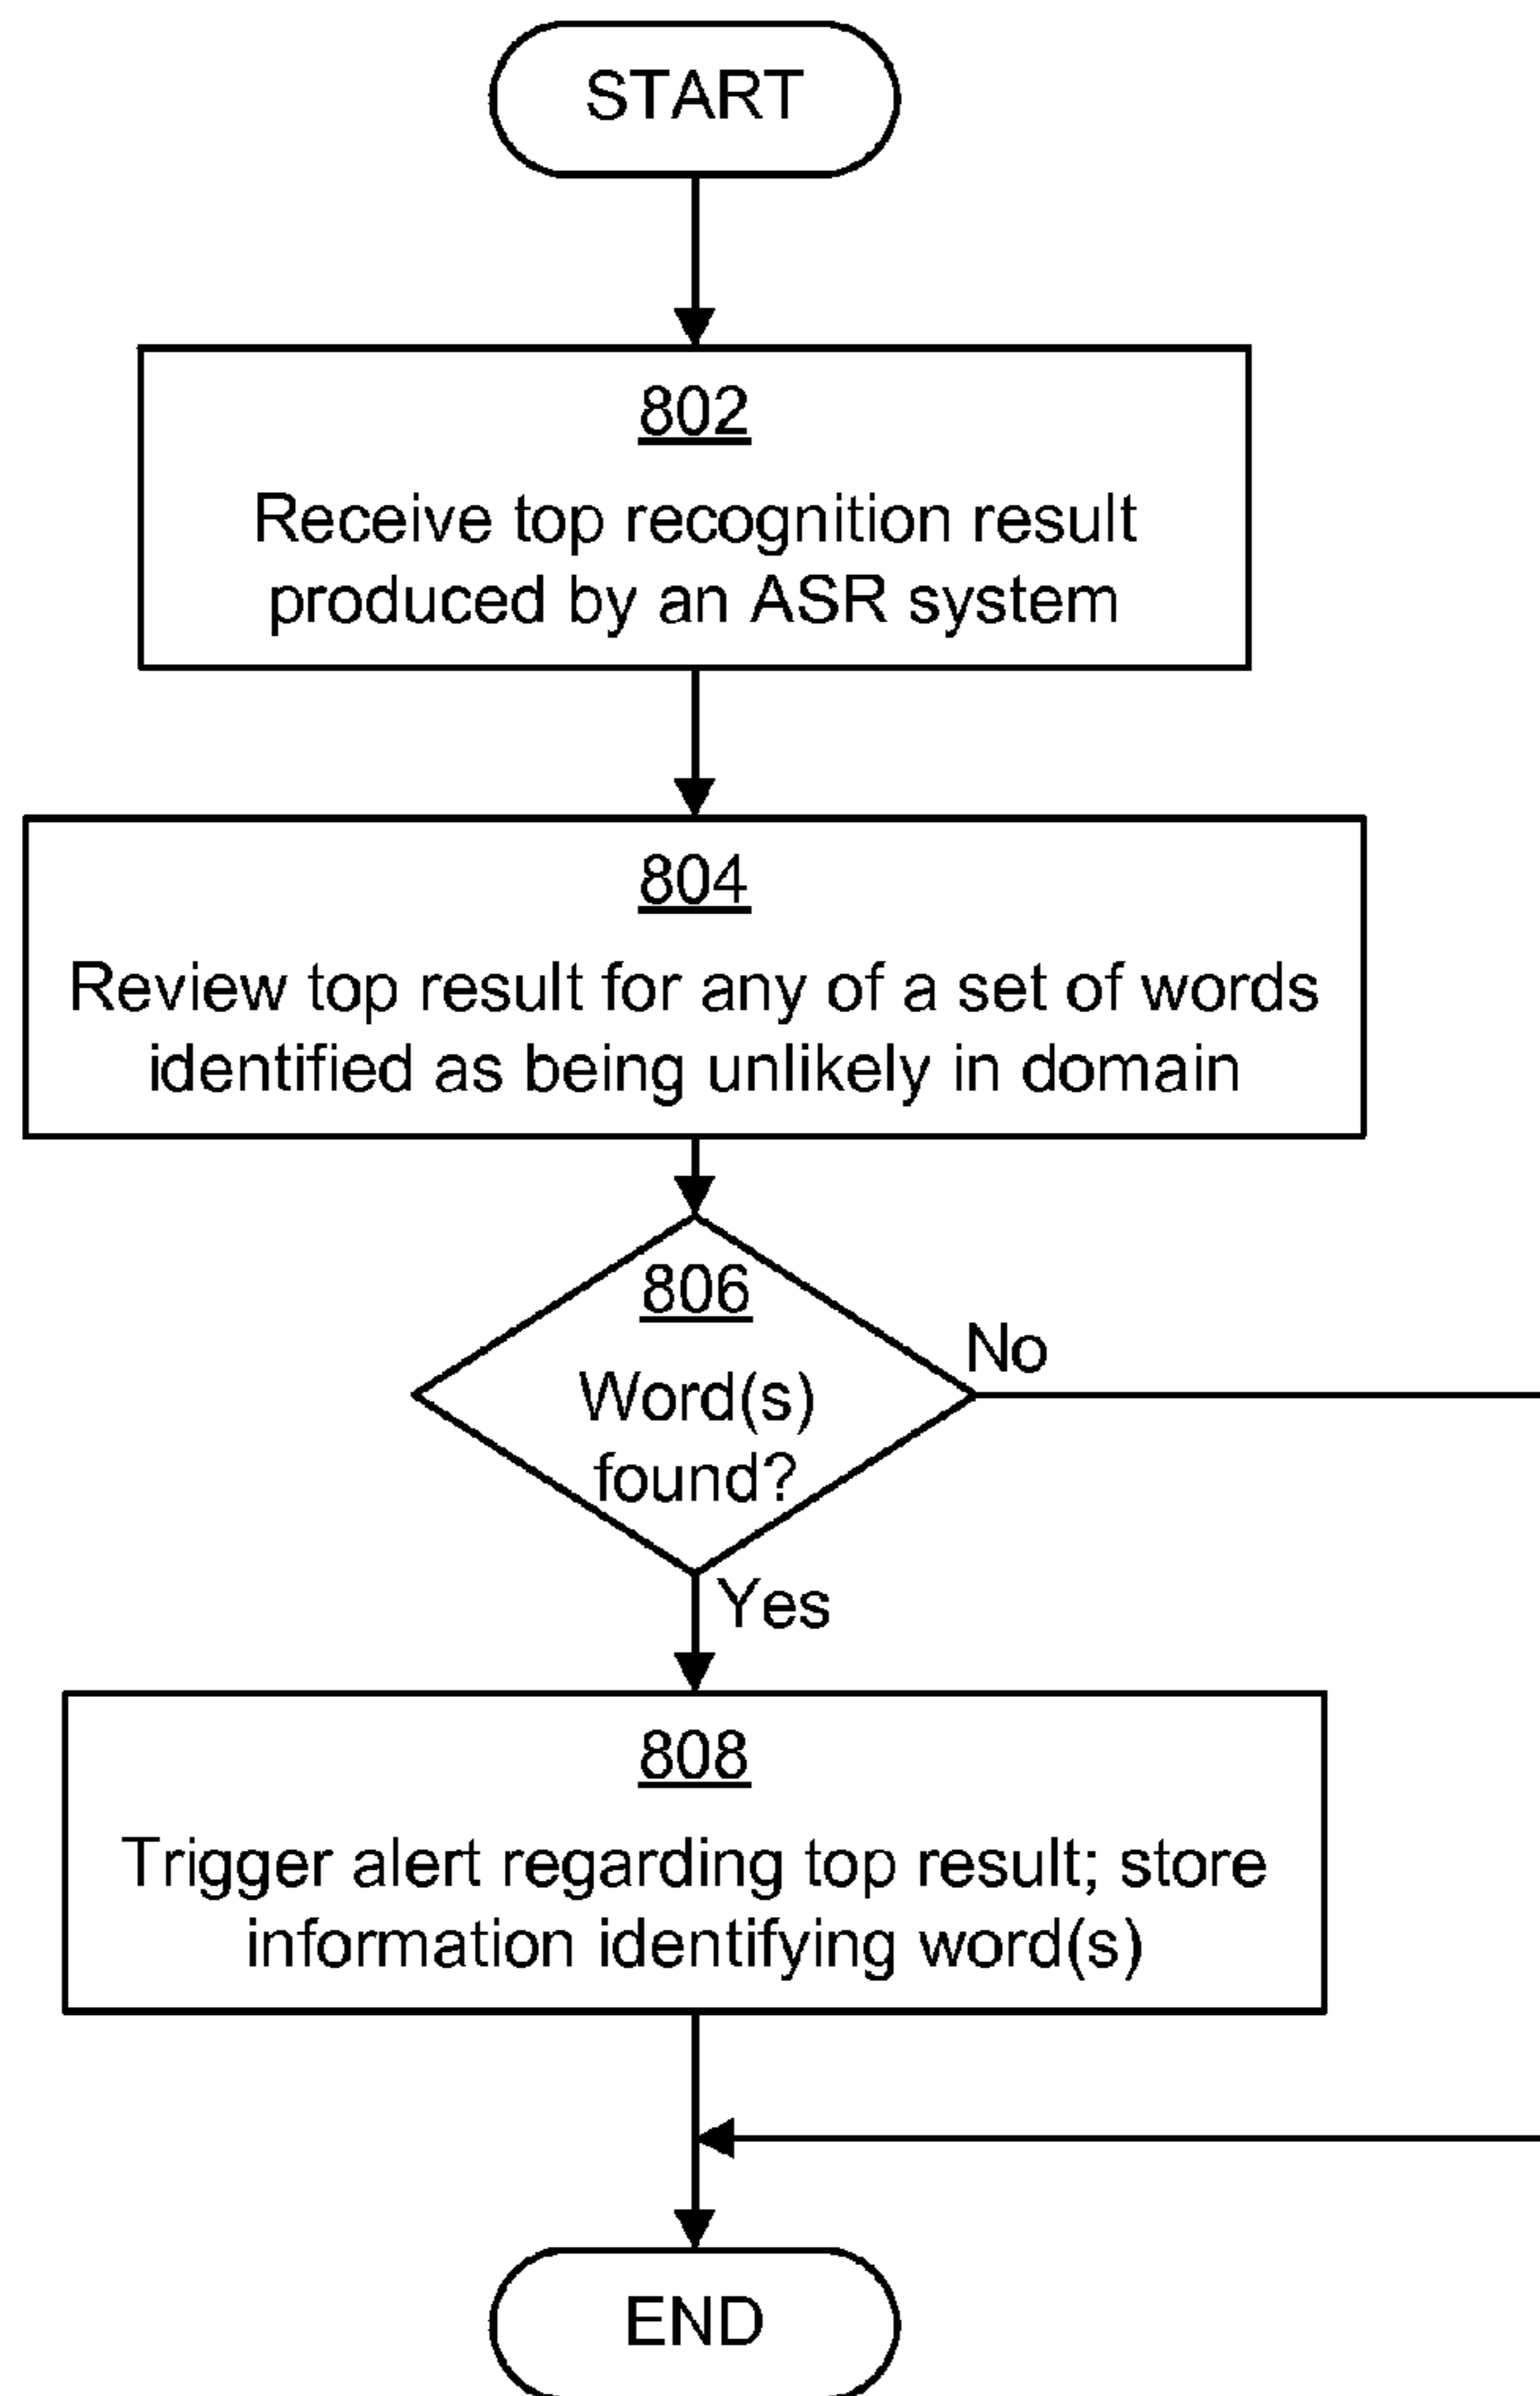 START
802
Receive top recognition result
produced by an ASR system
804
Review top result for any of a set of words
identified as being unlikely in domain
806
Word(s)
found?
No
Yes
808
Trigger alert regarding top result; store
information identifying word(s)
END